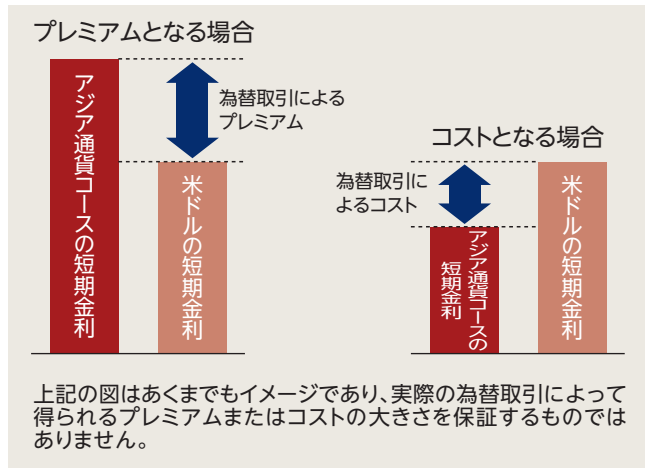 プレミアムとなる場合
アジア通貨コースの短期金利
為替取引による
プレミアム
米ドルの短期金利
コストとなる場合
為替取引に
よるコスト
アジア通貨コースの
短期金利
米ドルの短期金利
上記の図はあくまでもイメージであり、実際の為替取引によって
得られるプレミアムまたはコストの大きさを保証するものでは
ありません。